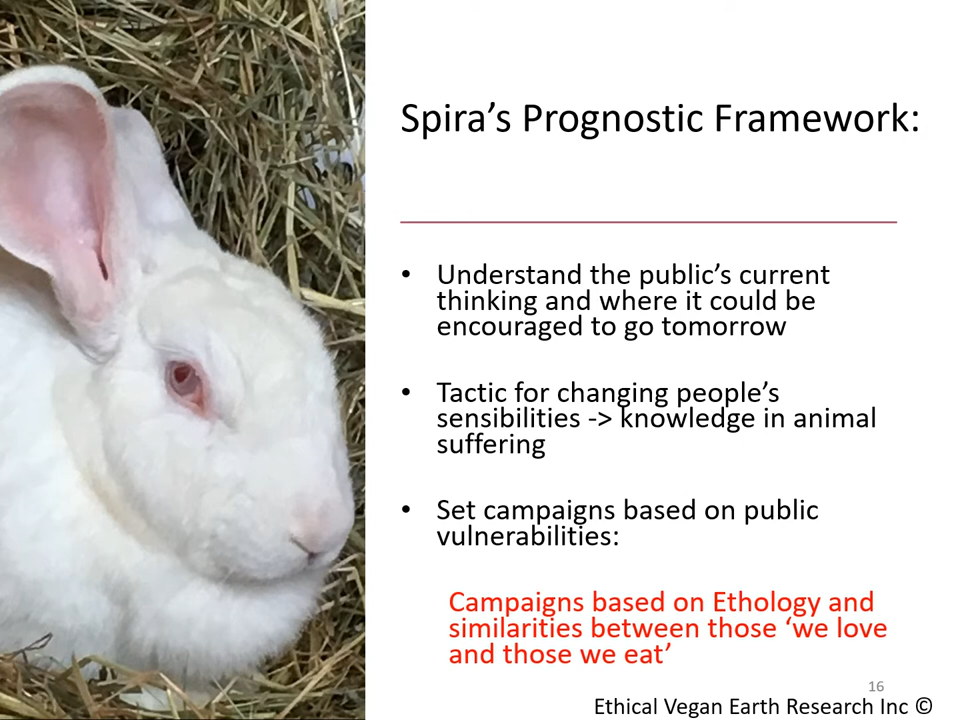 Spira’s Prognostic Framework:
• Understand the public’s current
thinking and where it could be
encouraged to go tomorrow
• Tactic for changing people’s
sensibilities -> knowledge in animal
suffering
• Set campaigns based on public
vulnerabilities:
Campaigns based on Ethology and
similarities between those ‘we love
and those we eat’
16
Ethical Vegan Earth Research Inc ©